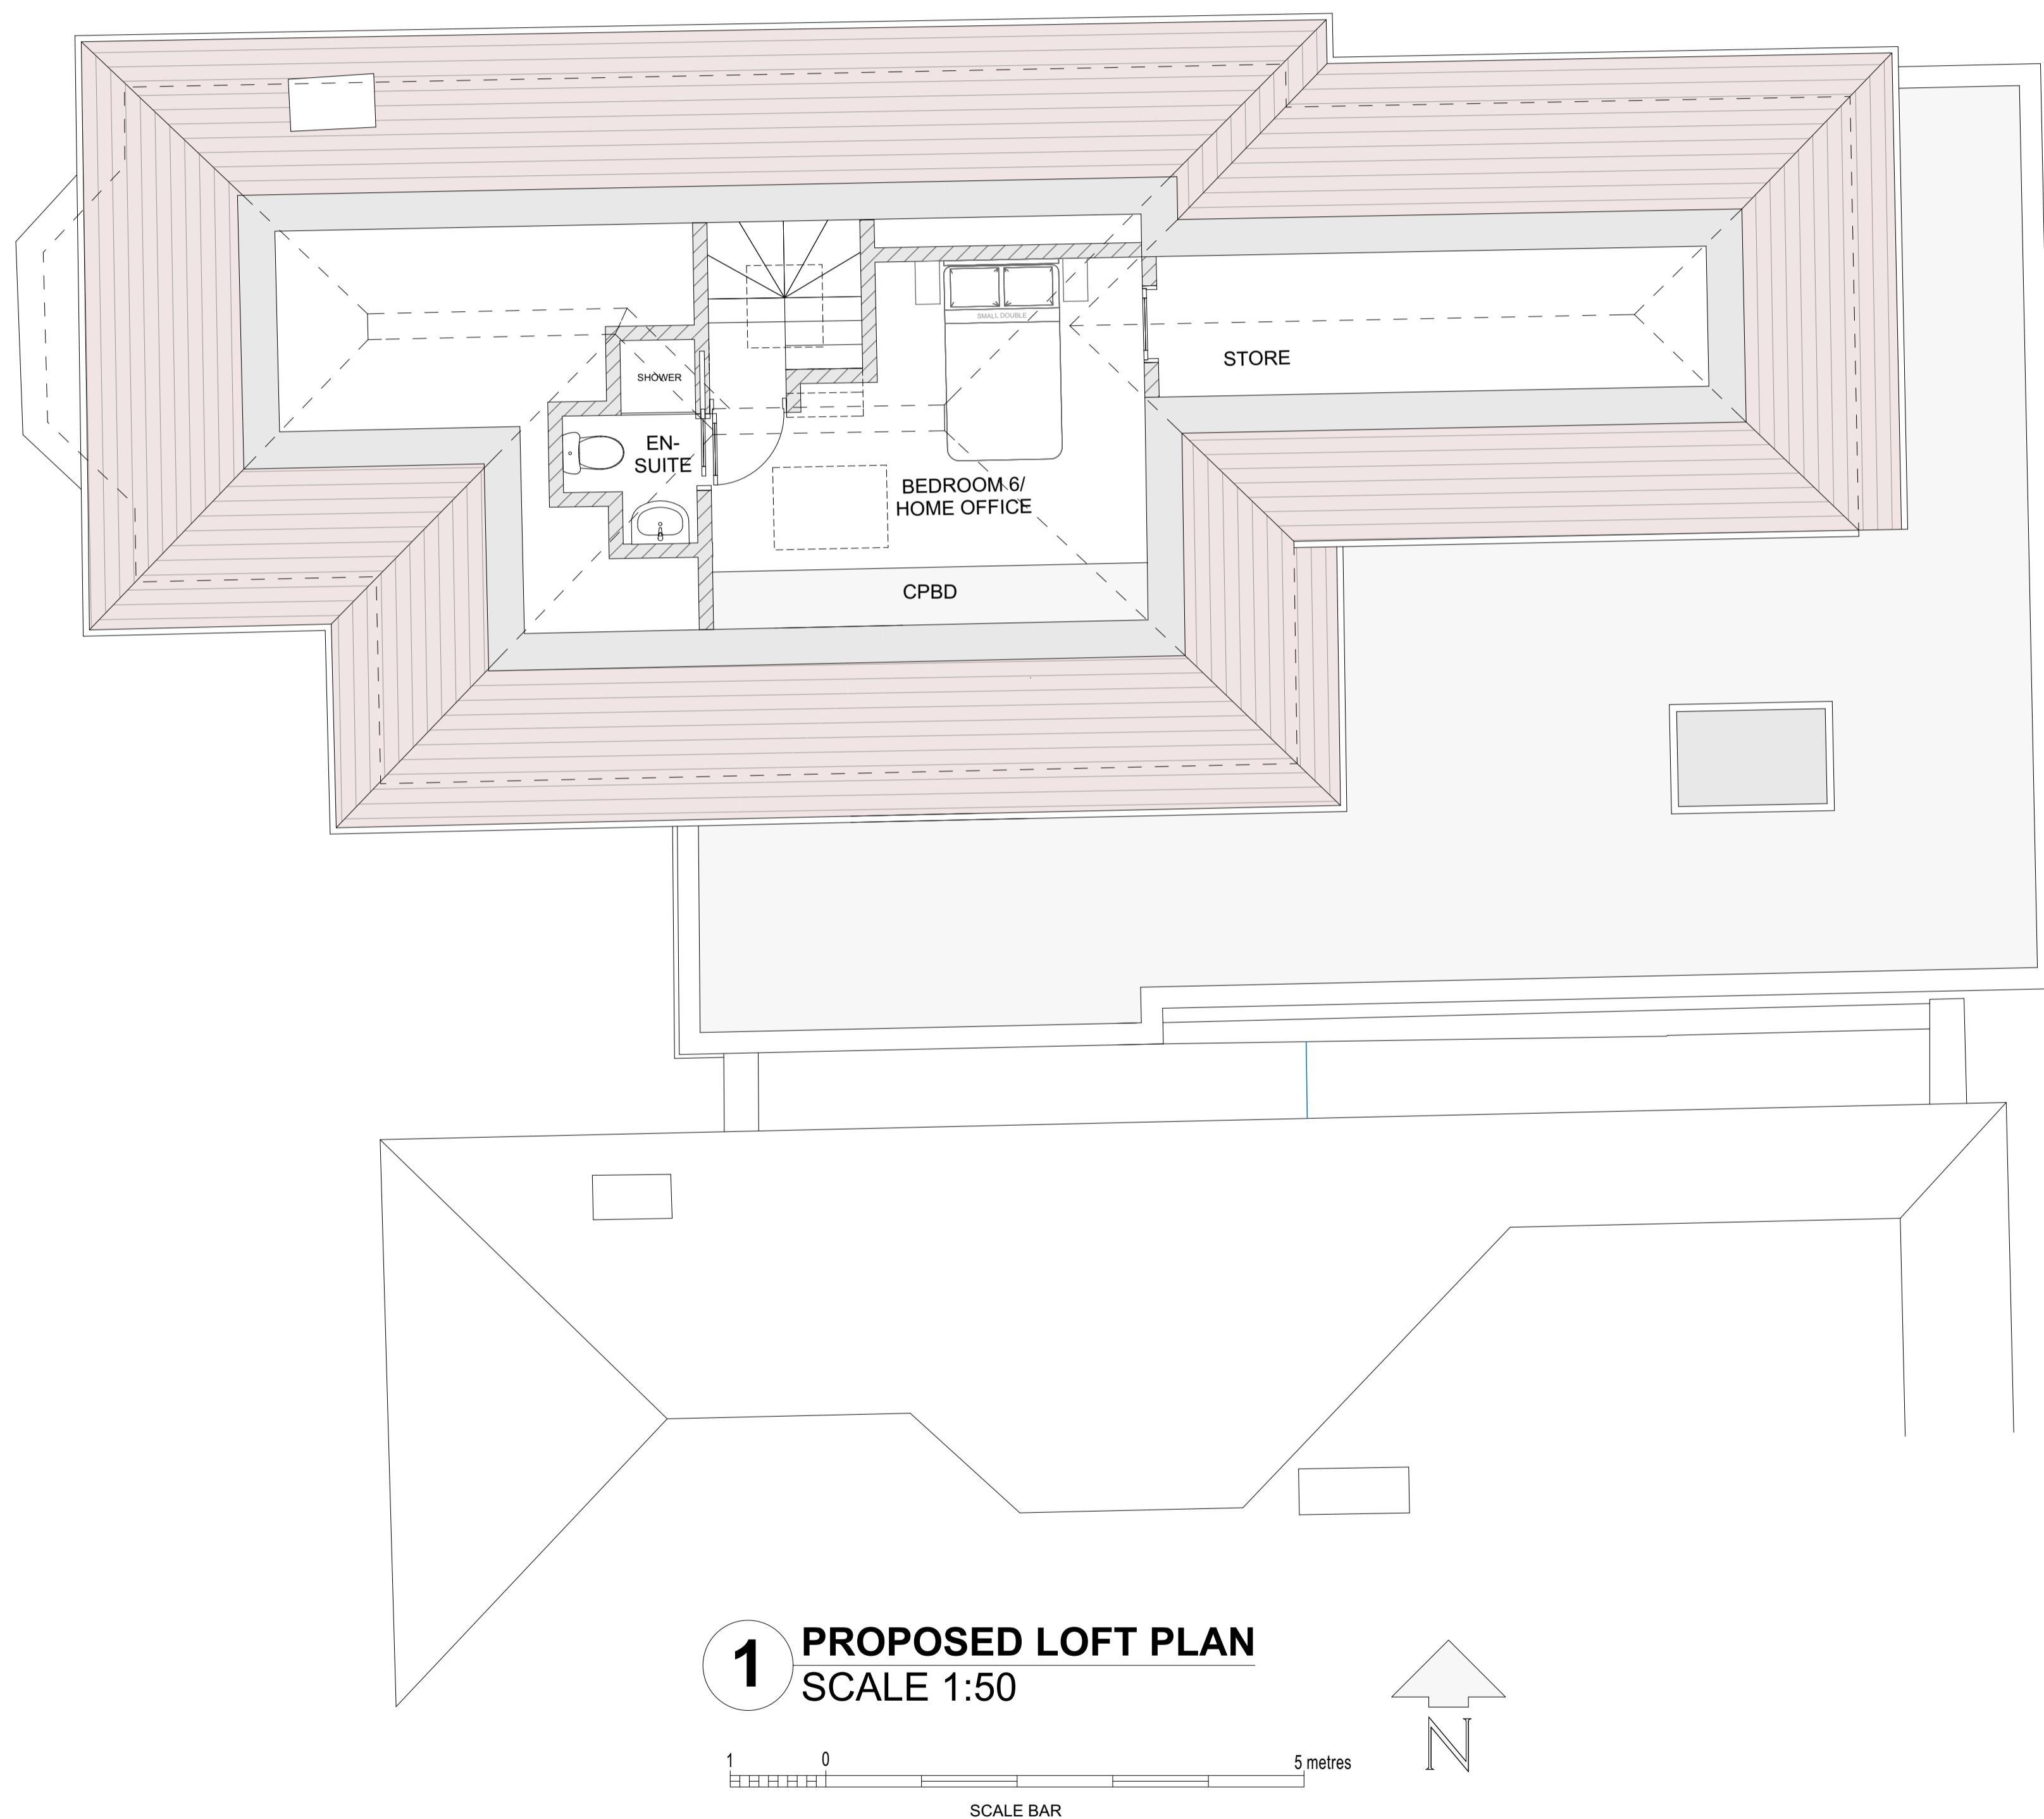 SMALL DOUBLE
STORE
SHOWER
EN-
SUITE
BEDROOM 6/
HOME OFFICE
CPBD
1
PROPOSED LOFT PLAN
SCALE 1:50
N
1 0 5 metres
SCALE BAR